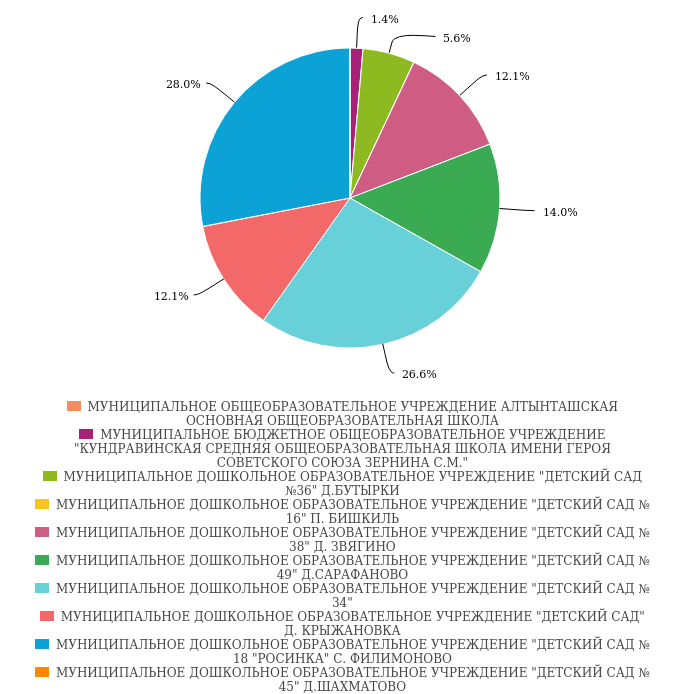 1.4%
5.6%
12.1%
28.0%
14.0%
12.1%
26.6%
МУНИЦИПАЛЬНОЕ ОБЩЕОБРАЗОВАТЕЛЬНОЕ УЧРЕЖДЕНИЕ АЛТЫНТАШСКАЯ
ОСНОВНАЯ ОБЩЕОБРАЗОВАТЕЛЬНАЯ ШКОЛА
МУНИЦИПАЛЬНОЕ БЮДЖЕТНОЕ ОБЩЕОБРАЗОВАТЕЛЬНОЕ УЧРЕЖДЕНИЕ
"КУНДРАВИНСКАЯ СРЕДНЯЯ ОБЩЕОБРАЗОВАТЕЛЬНАЯ ШКОЛА ИМЕНИ ГЕРОЯ
СОВЕТСКОГО СОЮЗА ЗЕРНИНА С.М."
МУНИЦИПАЛЬНОЕ ДОШКОЛЬНОЕ ОБРАЗОВАТЕЛЬНОЕ УЧРЕЖДЕНИЕ "ДЕТСКИЙ САД
№36" Д.БУТЫРКИ
МУНИЦИПАЛЬНОЕ ДОШКОЛЬНОЕ ОБРАЗОВАТЕЛЬНОЕ УЧРЕЖДЕНИЕ "ДЕТСКИЙ САД №
16" П. БИШКИЛЬ
МУНИЦИПАЛЬНОЕ ДОШКОЛЬНОЕ ОБРАЗОВАТЕЛЬНОЕ УЧРЕЖДЕНИЕ "ДЕТСКИЙ САД №
38" Д. ЗВЯГИНО
МУНИЦИПАЛЬНОЕ ДОШКОЛЬНОЕ ОБРАЗОВАТЕЛЬНОЕ УЧРЕЖДЕНИЕ "ДЕТСКИЙ САД №
49" Д.САРАФАНОВО
МУНИЦИПАЛЬНОЕ ДОШКОЛЬНОЕ ОБРАЗОВАТЕЛЬНОЕ УЧРЕЖДЕНИЕ "ДЕТСКИЙ САД №
34"
МУНИЦИПАЛЬНОЕ ДОШКОЛЬНОЕ ОБРАЗОВАТЕЛЬНОЕ УЧРЕЖДЕНИЕ "ДЕТСКИЙ САД"
Д. КРЫЖАНОВКА
МУНИЦИПАЛЬНОЕ ДОШКОЛЬНОЕ ОБРАЗОВАТЕЛЬНОЕ УЧРЕЖДЕНИЕ "ДЕТСКИЙ САД №
18 "РОСИНКА" С. ФИЛИМОНОВО
МУНИЦИПАЛЬНОЕ ДОШКОЛЬНОЕ ОБРАЗОВАТЕЛЬНОЕ УЧРЕЖДЕНИЕ "ДЕТСКИЙ САД №
45" Д.ШАХМАТОВО